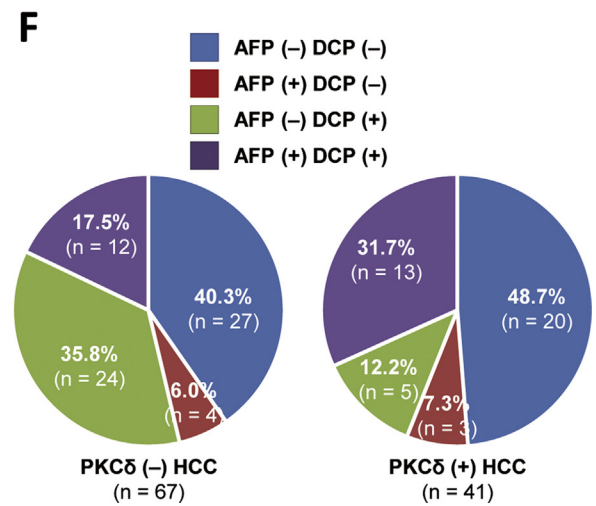 F
AFP (–) DCP (–)
AFP (+) DCP (–)
AFP (–) DCP (+)
AFP (+) DCP (+)
17.5%
(n = 12)
40.3%
(n = 27)
35.8%
(n = 24)
6.0%
(n = 4)
PKCδ (–) HCC
(n = 67)
31.7%
(n = 13)
48.7%
(n = 20)
12.2%
(n = 5)
7.3%
(n = 3)
PKCδ (+) HCC
(n = 41)